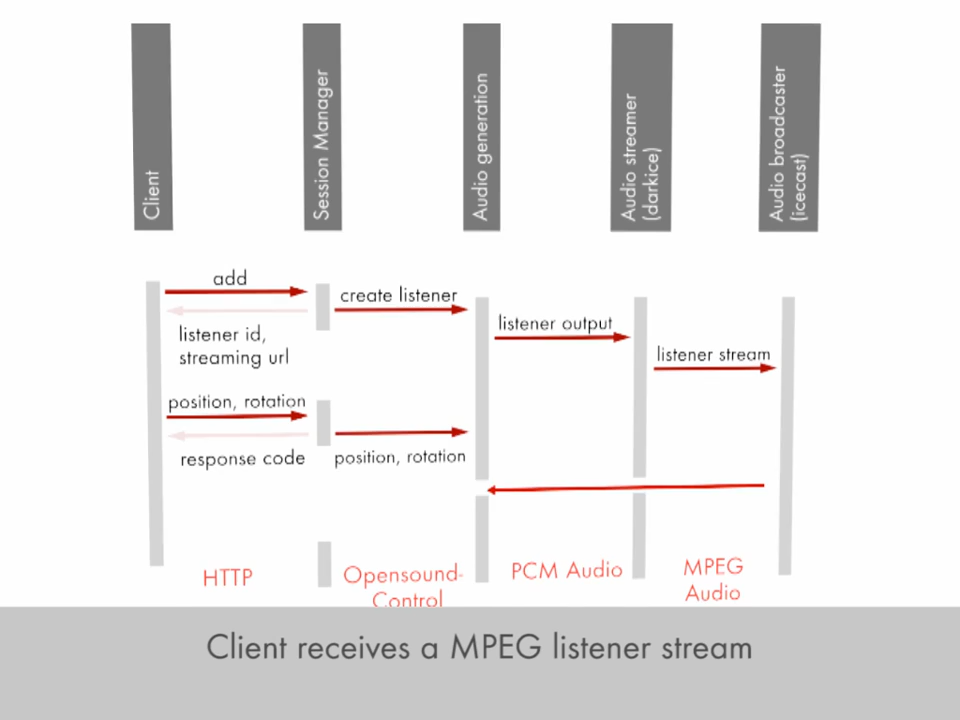 Client
Session Manager
Audio generation
Audio streamer
(darkice)
Audio broadcaster
(icecast)
add
create listener
listener output
listener id,
streaming url
listener stream
position, rotation
response code
position, rotation
HTTP
Opensound-
Control
PCM Audio
MPEG
Audio
Client receives a MPEG listener stream